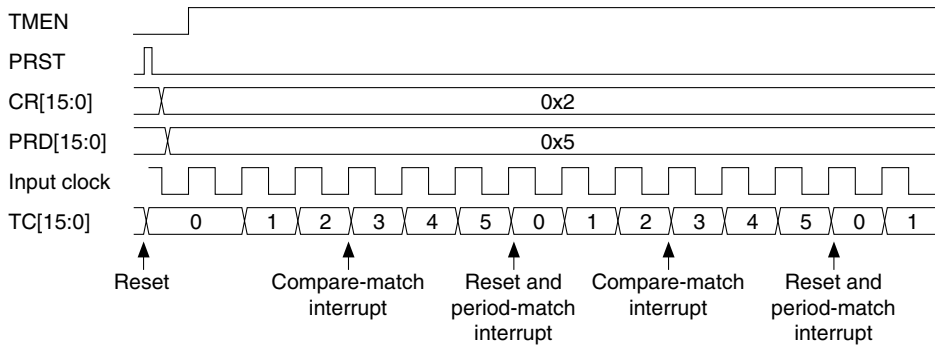 TMEN
PRST
CR[15:0] 0x2
PRD[15:0] 0x5
Input clock
TC[15:0] 0 1 2 3 4 5 0 1 2 3 4 5 0 1
Reset Compare-match Reset and Compare-match Reset and
interrupt period-match interrupt period-match
interrupt interrupt